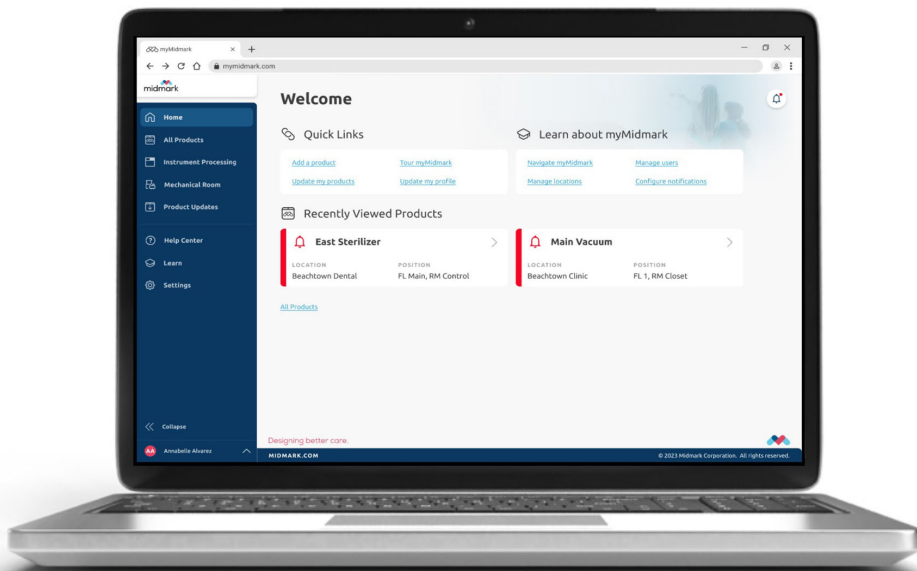 myMidmark
mymidmark.com
midmark
Home
All Products
Instrument Processing
Mechanical Room
Product Updates
Help Center
Learn
Settings
Collapse
AA Annabelle Alvarez
Welcome
Quick Links
Add a product Tour myMidmark
Update my products Update my profile
Learn about myMidmark
Navigate myMidmark Manage users
Manage locations Configure notifications
Recently Viewed Products
East Sterilizer
LOCATION POSITION
Beachtown Dental FL Main, RM Control
Main Vacuum
LOCATION POSITION
Beachtown Clinic FL 1, RM Closet
All Products
Designing better care.
MIDMARK.COM © 2023 Midmark Corporation. All rights reserved.